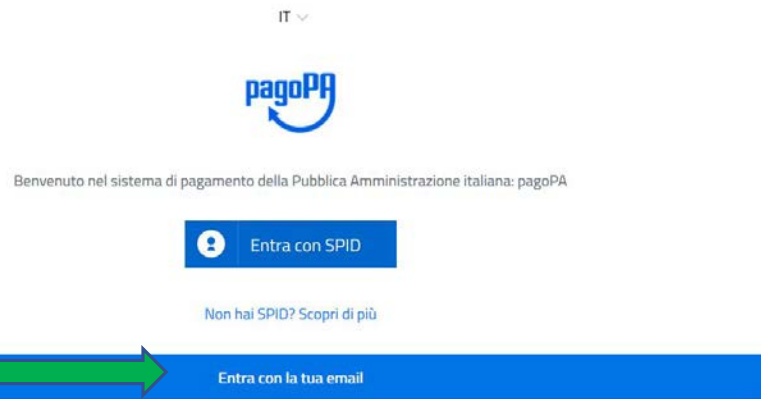 IT
pagoPA
Benvenuto nel sistema di pagamento della Pubblica Amministrazione italiana: pagoPA
Entra con SPID
Non hai SPID? Scopri di più
Entra con la tua email